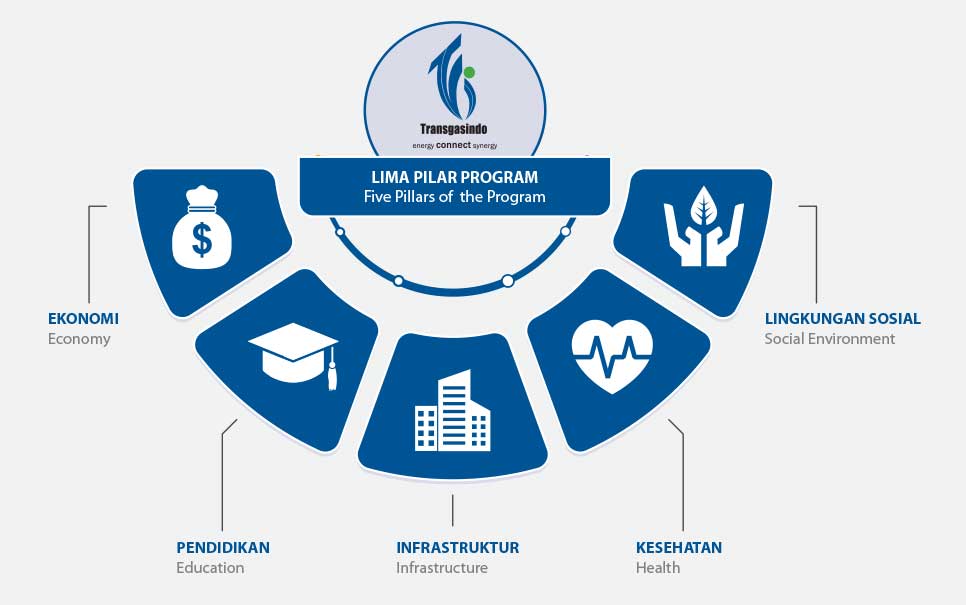 Transgasindo
energy connect synergy
LIMA PILAR PROGRAM
Five Pillars of the Program
$
EKONOMI
Economy
LINGKUNGAN SOSIAL
Social Environment
PENDIDIKAN
Education
INFRASTRUKTUR
Infrastructure
KESEHATAN
Health